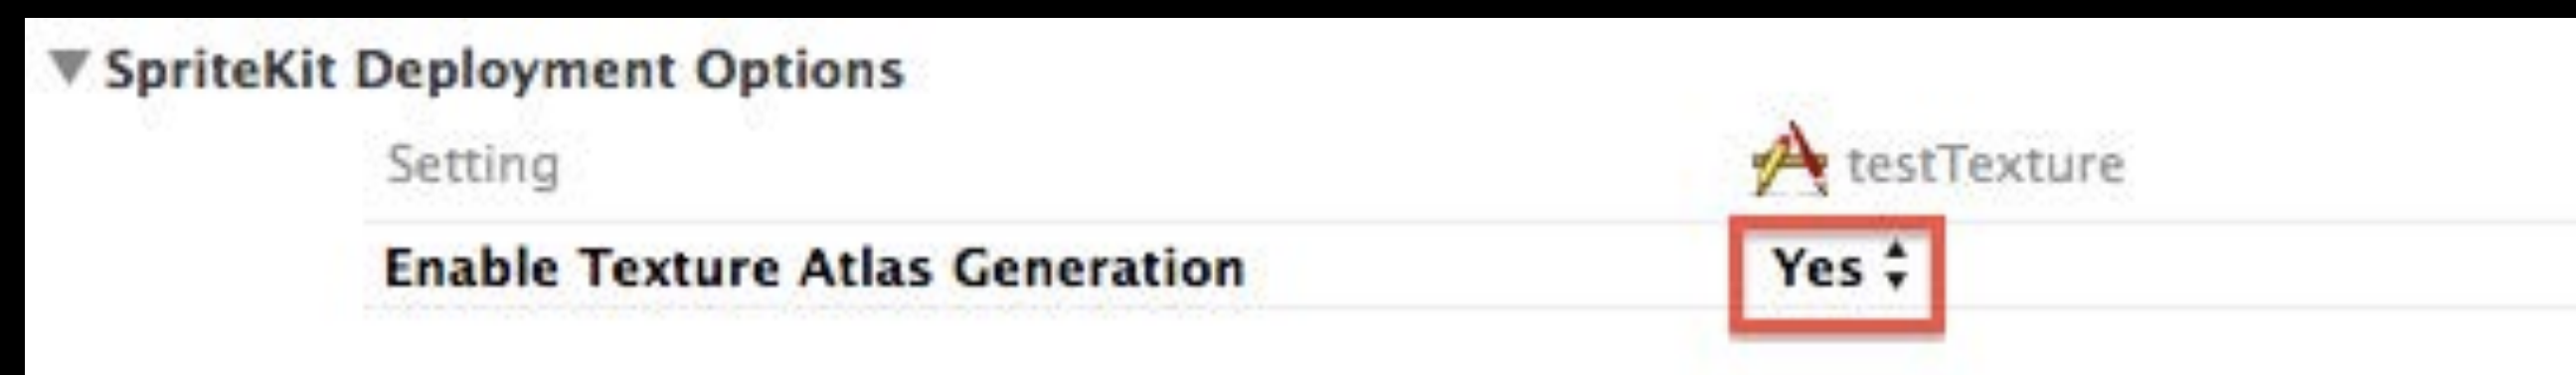 SpriteKit Deployment Options
Setting testTexture
Enable Texture Atlas Generation Yes